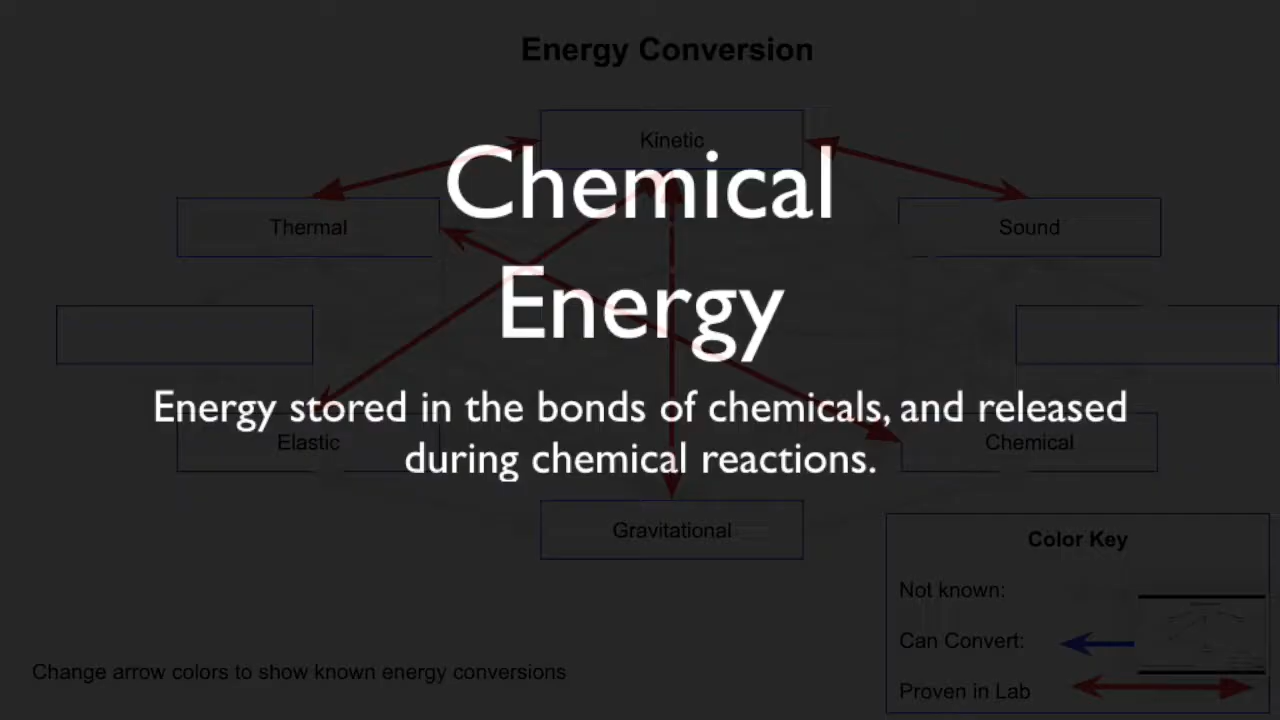 Energy Conversion
Kinetic
Chemical
Energy
Thermal
Sound
Energy stored in the bonds of chemicals, and released
during chemical reactions.
Elastic
Chemical
Gravitational
Color Key
Not known:
Can Convert:
Proven in Lab
Change arrow colors to show known energy conversions